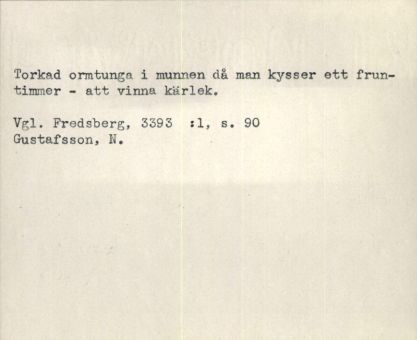 Torkad ormtunga i munnen då man kysser ett frun-
timmer - att vinna kärlek.
Vgl. Fredsberg, 3393 :1, s. 90
Gustafsson, N.